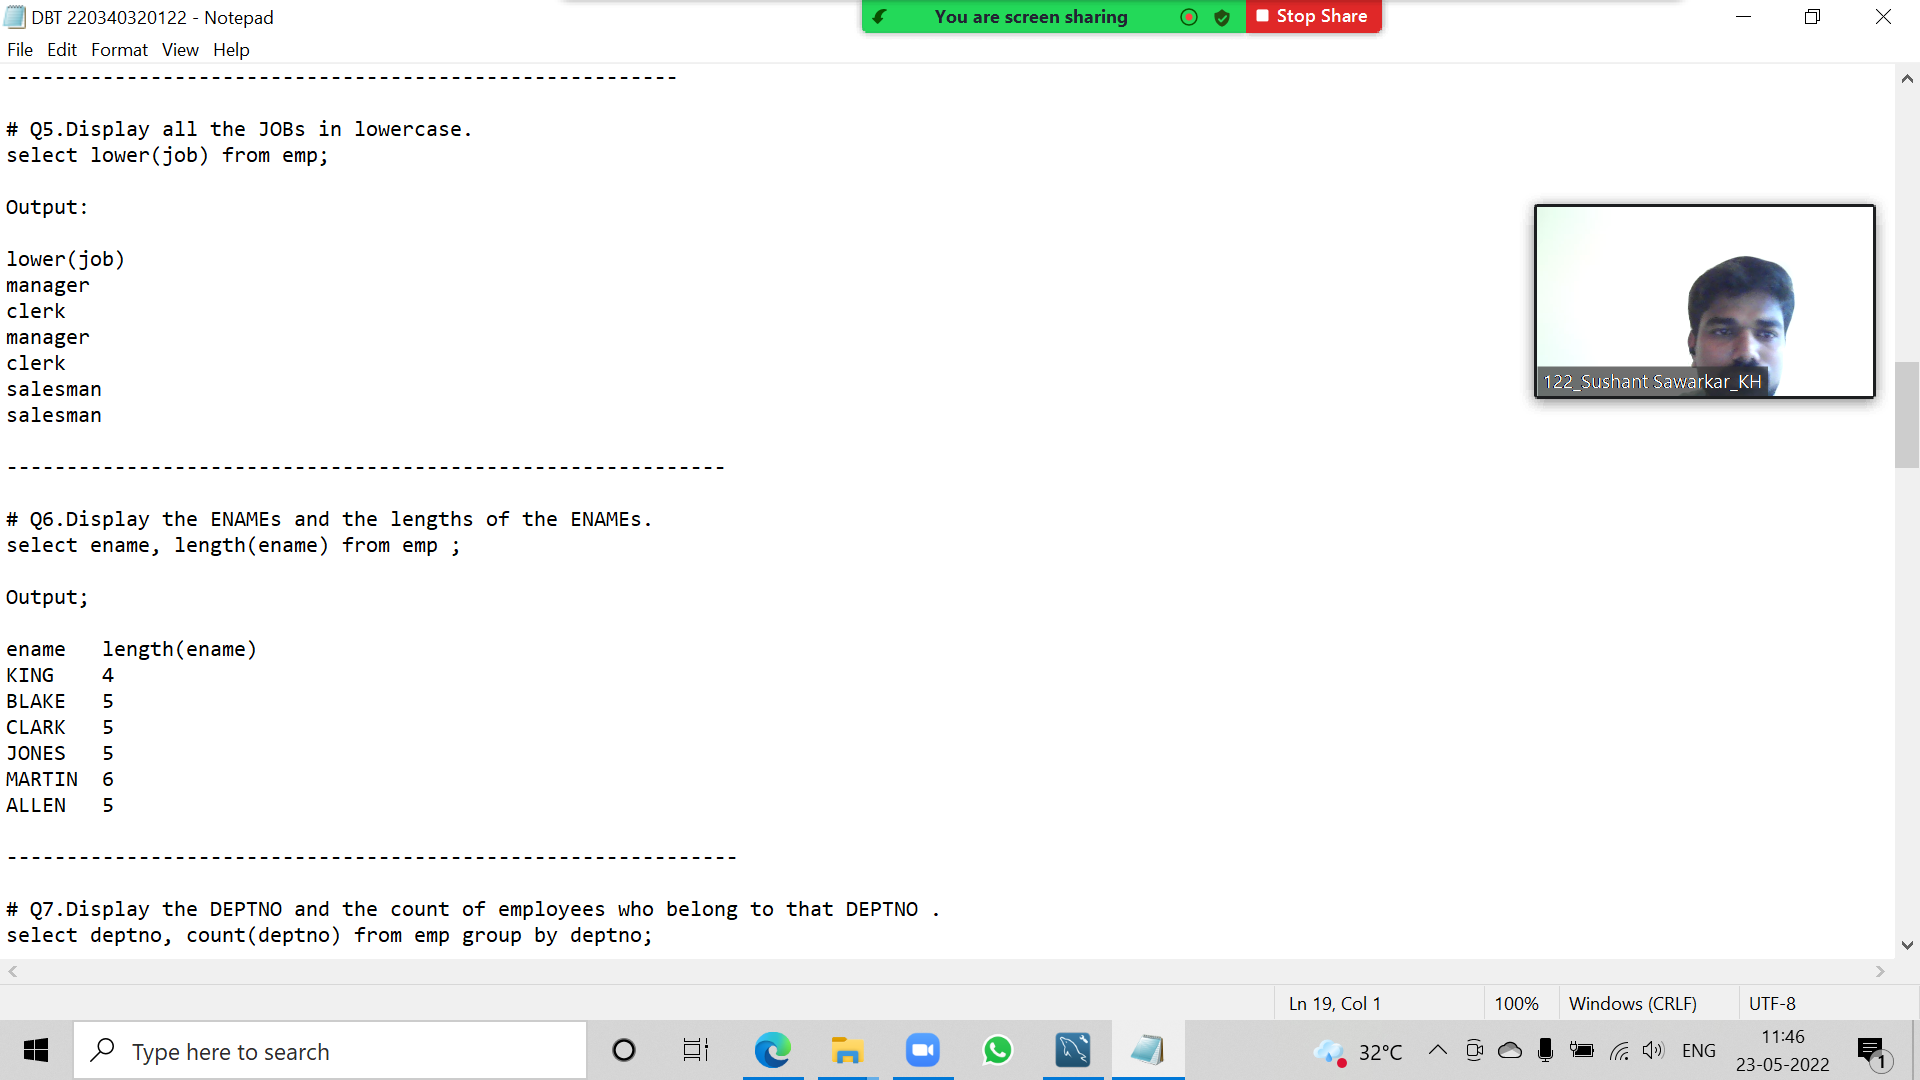 DBT 220340320122 - Notepad
You are screen sharing
Stop Share
File Edit Format View Help
--------------------------------------------------------
# Q5.Display all the JOBs in lowercase.
select lower(job) from emp;
Output:
lower(job)
manager
clerk
manager
clerk
salesman
salesman
122_Sushant Sawarkar_KH
------------------------------------------------------------
# Q6.Display the ENAMEs and the lengths of the ENAMEs.
select ename, length(ename) from emp ;
Output;
ename length(ename)
KING 4
BLAKE 5
CLARK 5
JONES 5
MARTIN 6
ALLEN 5
-------------------------------------------------------------
# Q7.Display the DEPTNO and the count of employees who belong to that DEPTNO .
select deptno, count(deptno) from emp group by deptno;
Ln 19, Col 1
100%
Windows (CRLF)
UTF-8
Type here to search
32°C
ENG
11:46
23-05-2022
1